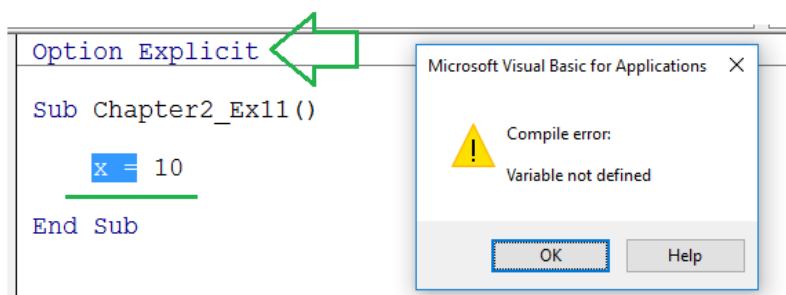 Option Explicit
Sub Chapter2_Ex11()
x = 10
End Sub
Microsoft Visual Basic for Applications
Compile error:
Variable not defined
OK
Help